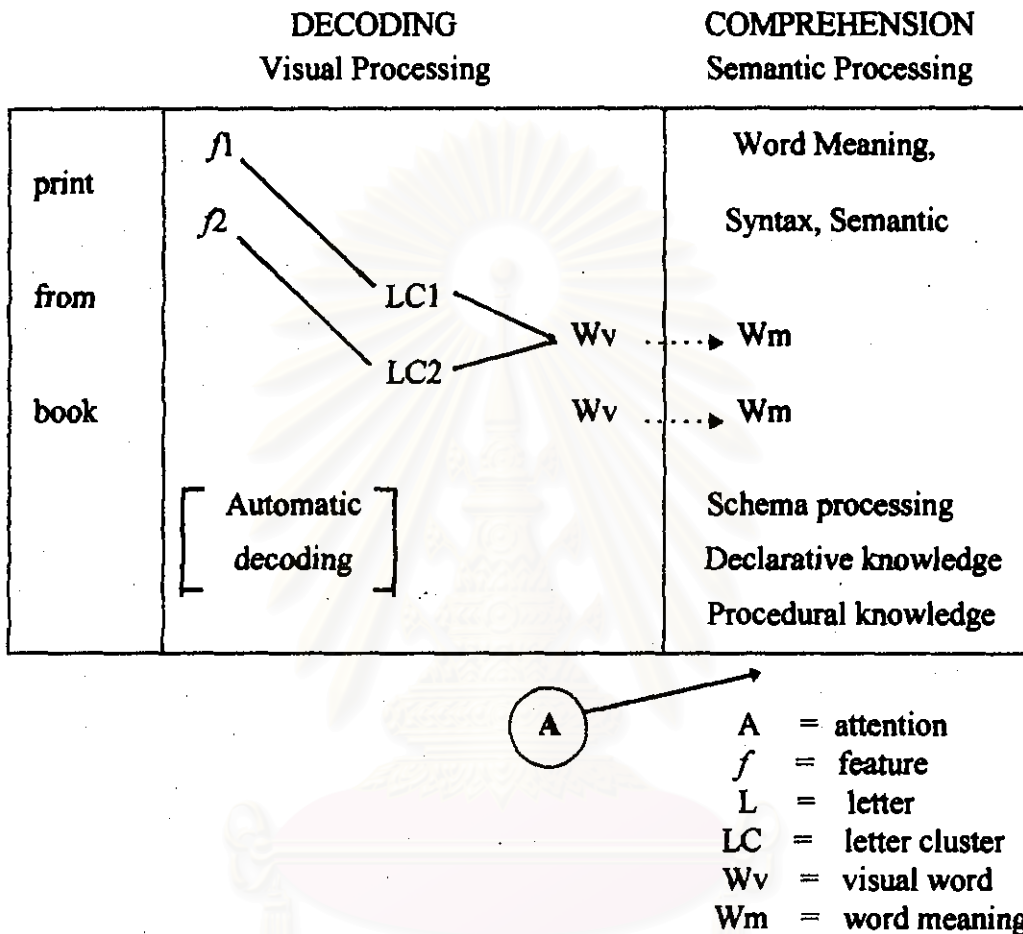 DECODING COMPREHENSION
Visual Processing Semantic Processing
f1 Word Meaning,
print
f2 Syntax, Semantic
from LC1
Wv Wm
LC2
book Wv Wm
Automatic Schema processing
decoding Declarative knowledge
Procedural knowledge
A
A = attention
f = feature
L = letter
LC = letter cluster
Wv = visual word
Wm = word meaning